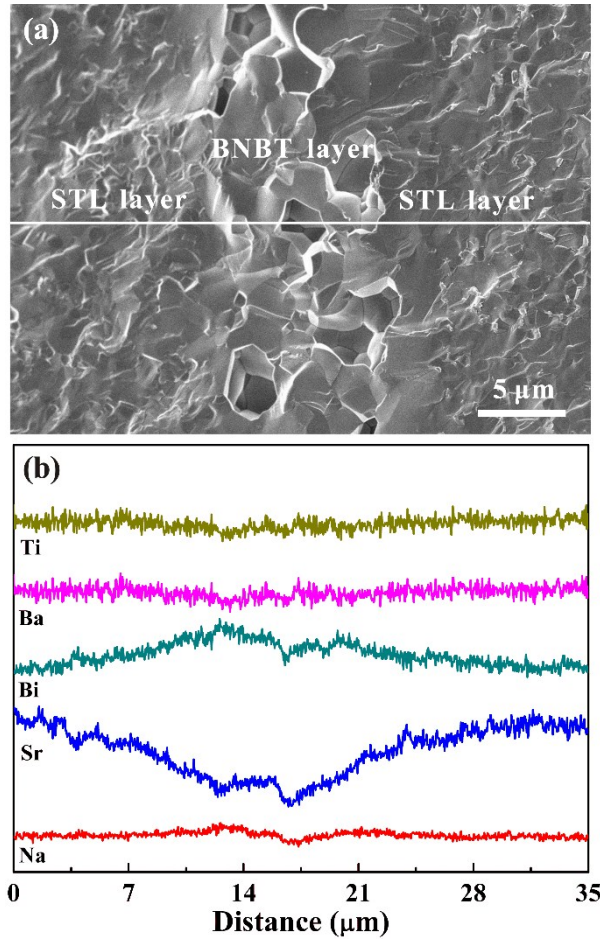 (a)
BNBT layer
STL layer
STL layer
5 μm
(b)
Ti
Ba
Bi
Sr
Na
0 7 14 21 28 35
Distance (μm)